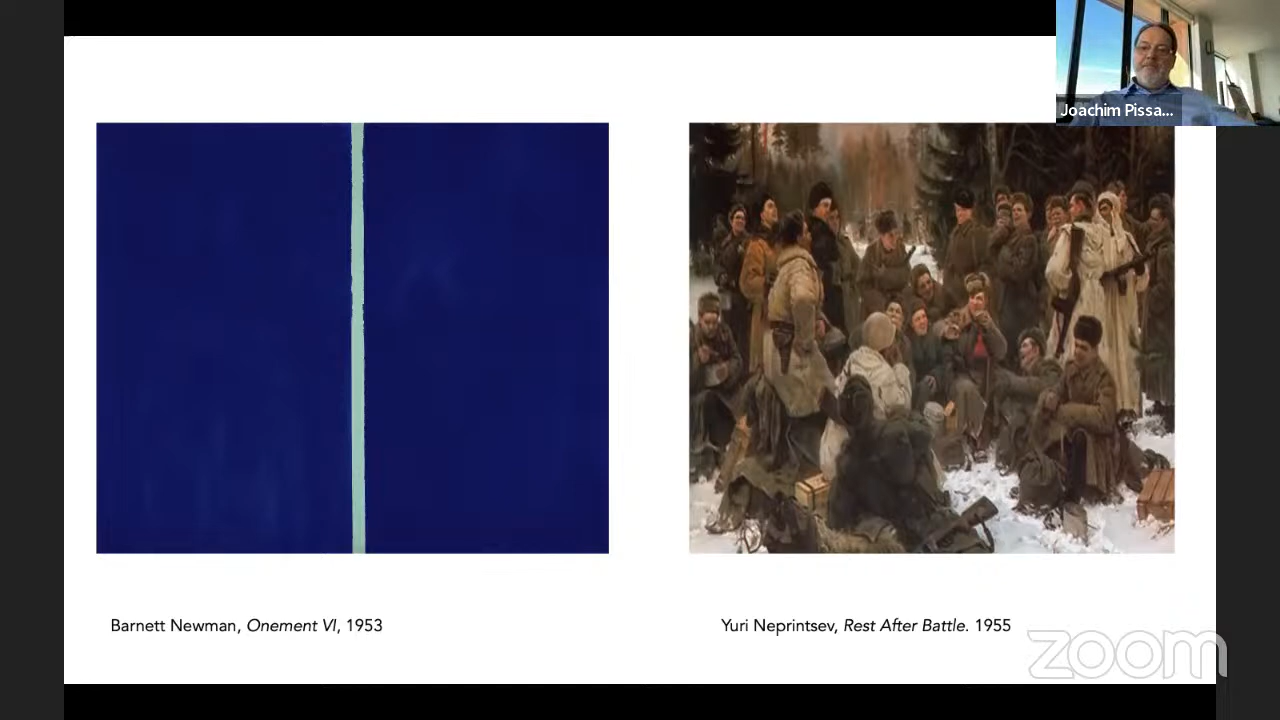 Joachim Pissa...
Barnett Newman, Onement VI, 1953
Yuri Neprintsev, Rest After Battle. 1955
zoom